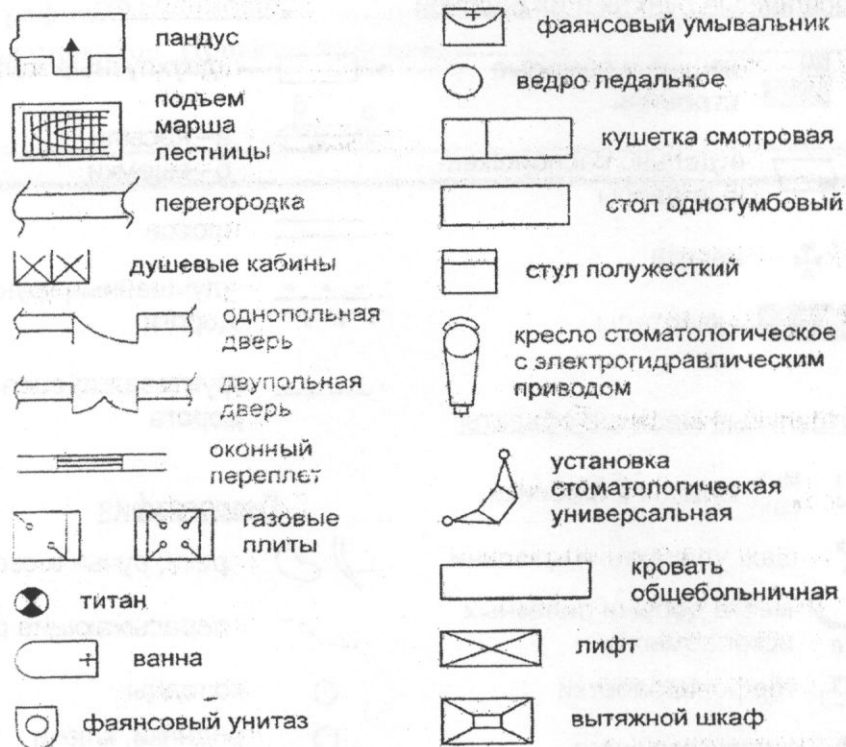 пандус
подъем
марша
лестницы
перегородка
душевые кабины
однопольная
дверь
двупольная
дверь
оконный
переплет
газовые
плиты
титан
ванна
фаянсовый унитаз
фаянсовый умывальник
ведро педальное
кушетка смотровая
стол однотумбовый
стул полужесткий
кресло стоматологическое
с электрогидравлическим
приводом
установка
стоматологическая
универсальная
кровать
общебольничная
лифт
вытяжной шкаф